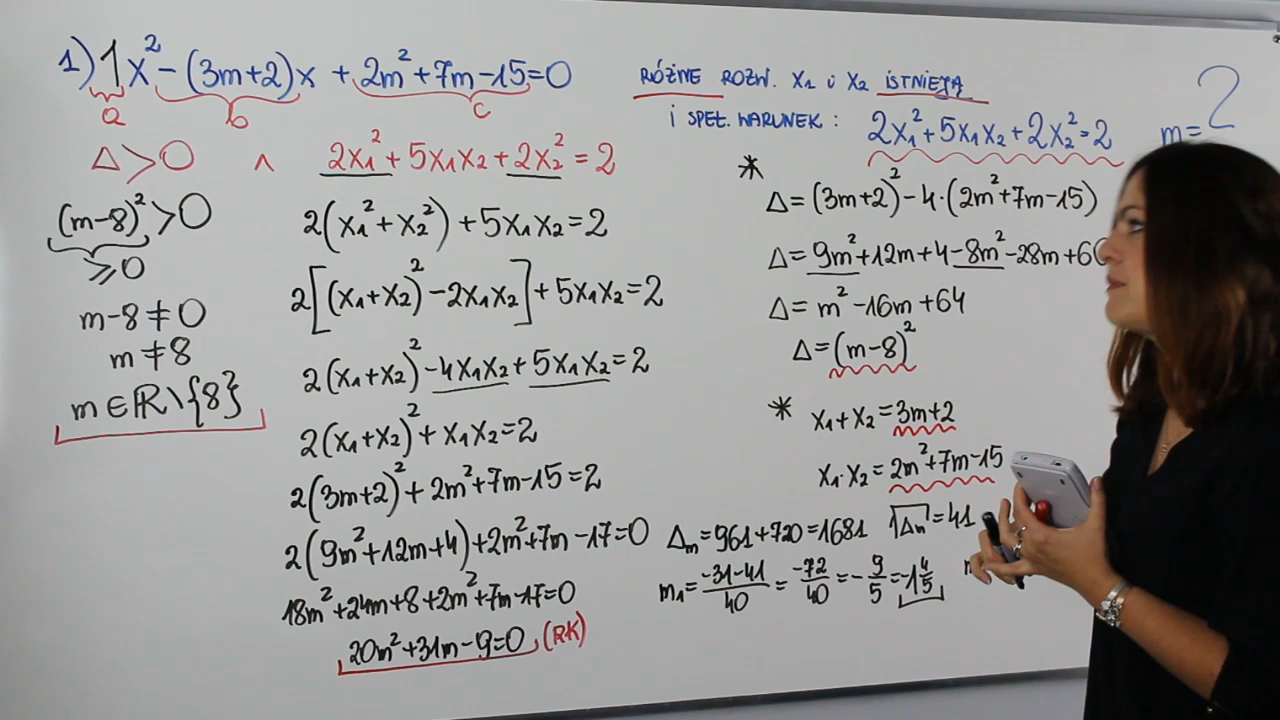 1) 1x² - (3m+2)x + 2m² + 7m - 15 = 0
a b c
Δ > 0 ∧ 2x₁² + 5x₁x₂ + 2x₂² = 2
(m-8)² > 0
≥ 0
m - 8 ≠ 0
m ≠ 8
m ∈ ℝ \ {8}
2(x₁² + x₂²) + 5x₁x₂ = 2
2[(x₁+x₂)² - 2x₁x₂] + 5x₁x₂ = 2
2(x₁+x₂)² - 4x₁x₂ + 5x₁x₂ = 2
2(x₁+x₂)² + x₁x₂ = 2
2(3m+2)² + 2m² + 7m - 15 = 2
2(9m² + 12m + 4) + 2m² + 7m - 17 = 0
18m² + 24m + 8 + 2m² + 7m - 17 = 0
20m² + 31m - 9 = 0 (RK)
RÓŻNE ROZW. x₁ i x₂ ISTNIEJĄ
i SPEŁ. WARUNEK: 2x₁² + 5x₁x₂ + 2x₂² = 2
m = ?
* Δ = (3m+2)² - 4·(2m² + 7m - 15)
Δ = 9m² + 12m + 4 - 8m² - 28m + 60
Δ = m² - 16m + 64
Δ = (m-8)²
* x₁ + x₂ = 3m+2
x₁·x₂ = 2m² + 7m - 15
Δₘ = 961 + 720 = 1681 √Δₘ = 41
m₁ = (-31-41)/40 = -72/40 = -9/5 = -1 4/5
m